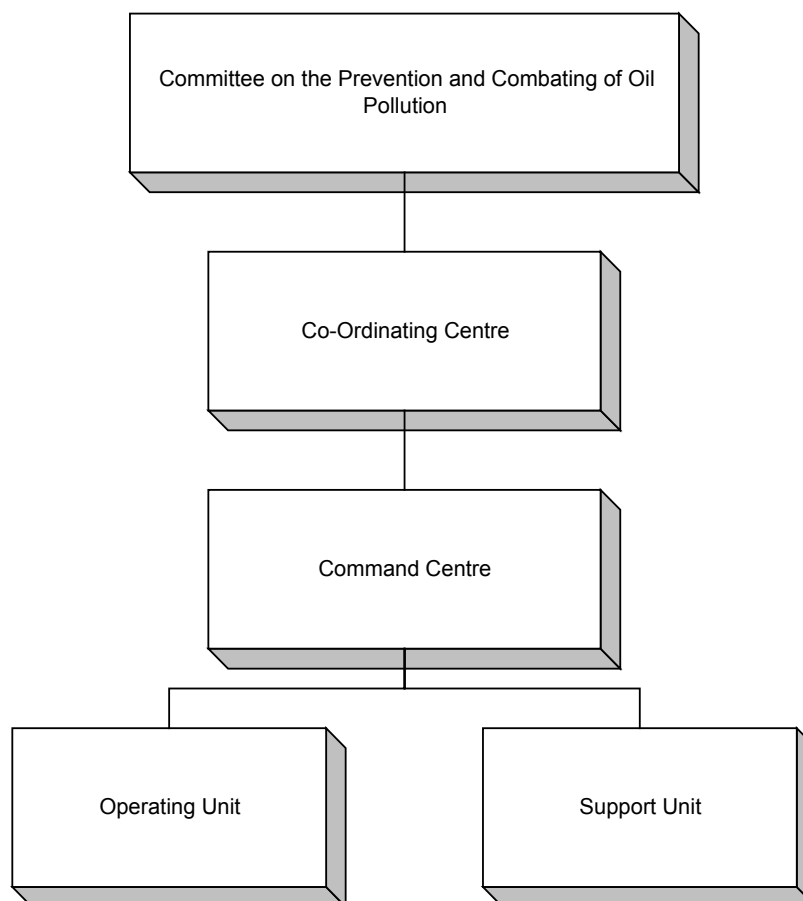 Committee on the Prevention and Combating of Oil
Pollution
Co-Ordinating Centre
Command Centre
Operating Unit
Support Unit